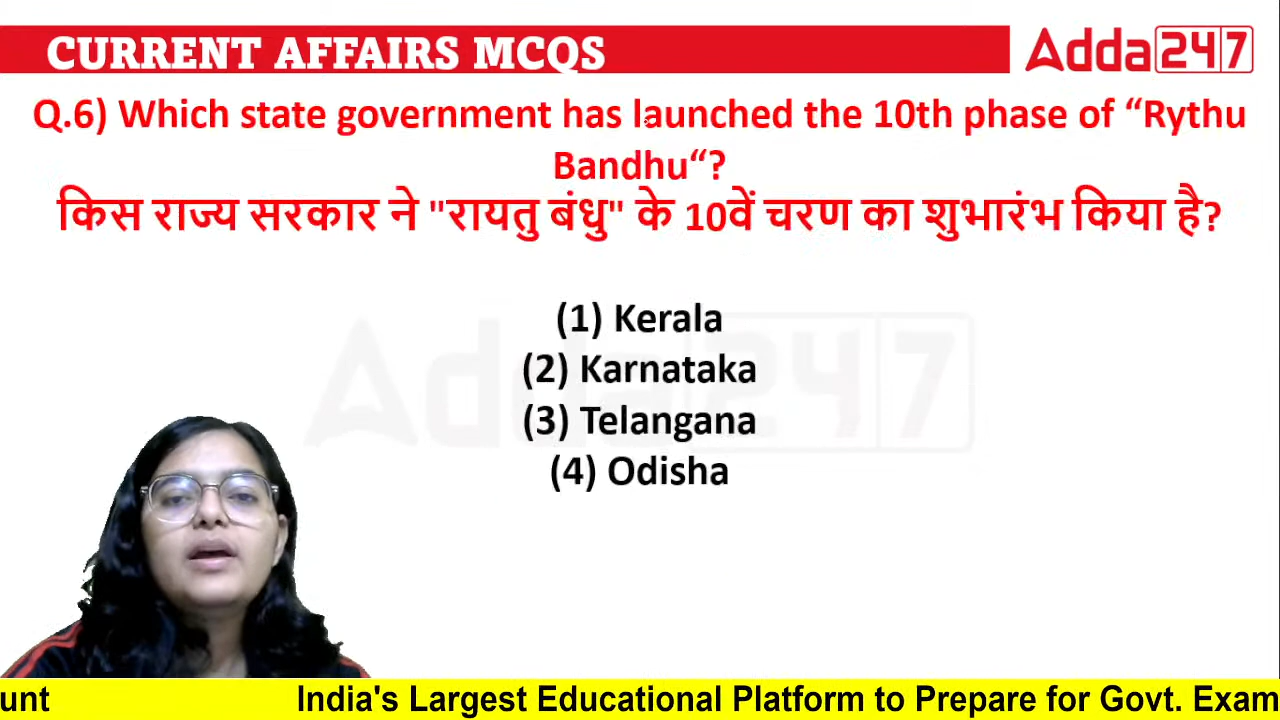 CURRENT AFFAIRS MCQS
Adda247
Q.6) Which state government has launched the 10th phase of “Rythu
Bandhu“?
किस राज्य सरकार ने "रायतु बंधु" के 10वें चरण का शुभारंभ किया है?
Adda247
(1) Kerala
(2) Karnataka
(3) Telangana
(4) Odisha
unt India's Largest Educational Platform to Prepare for Govt. Exam